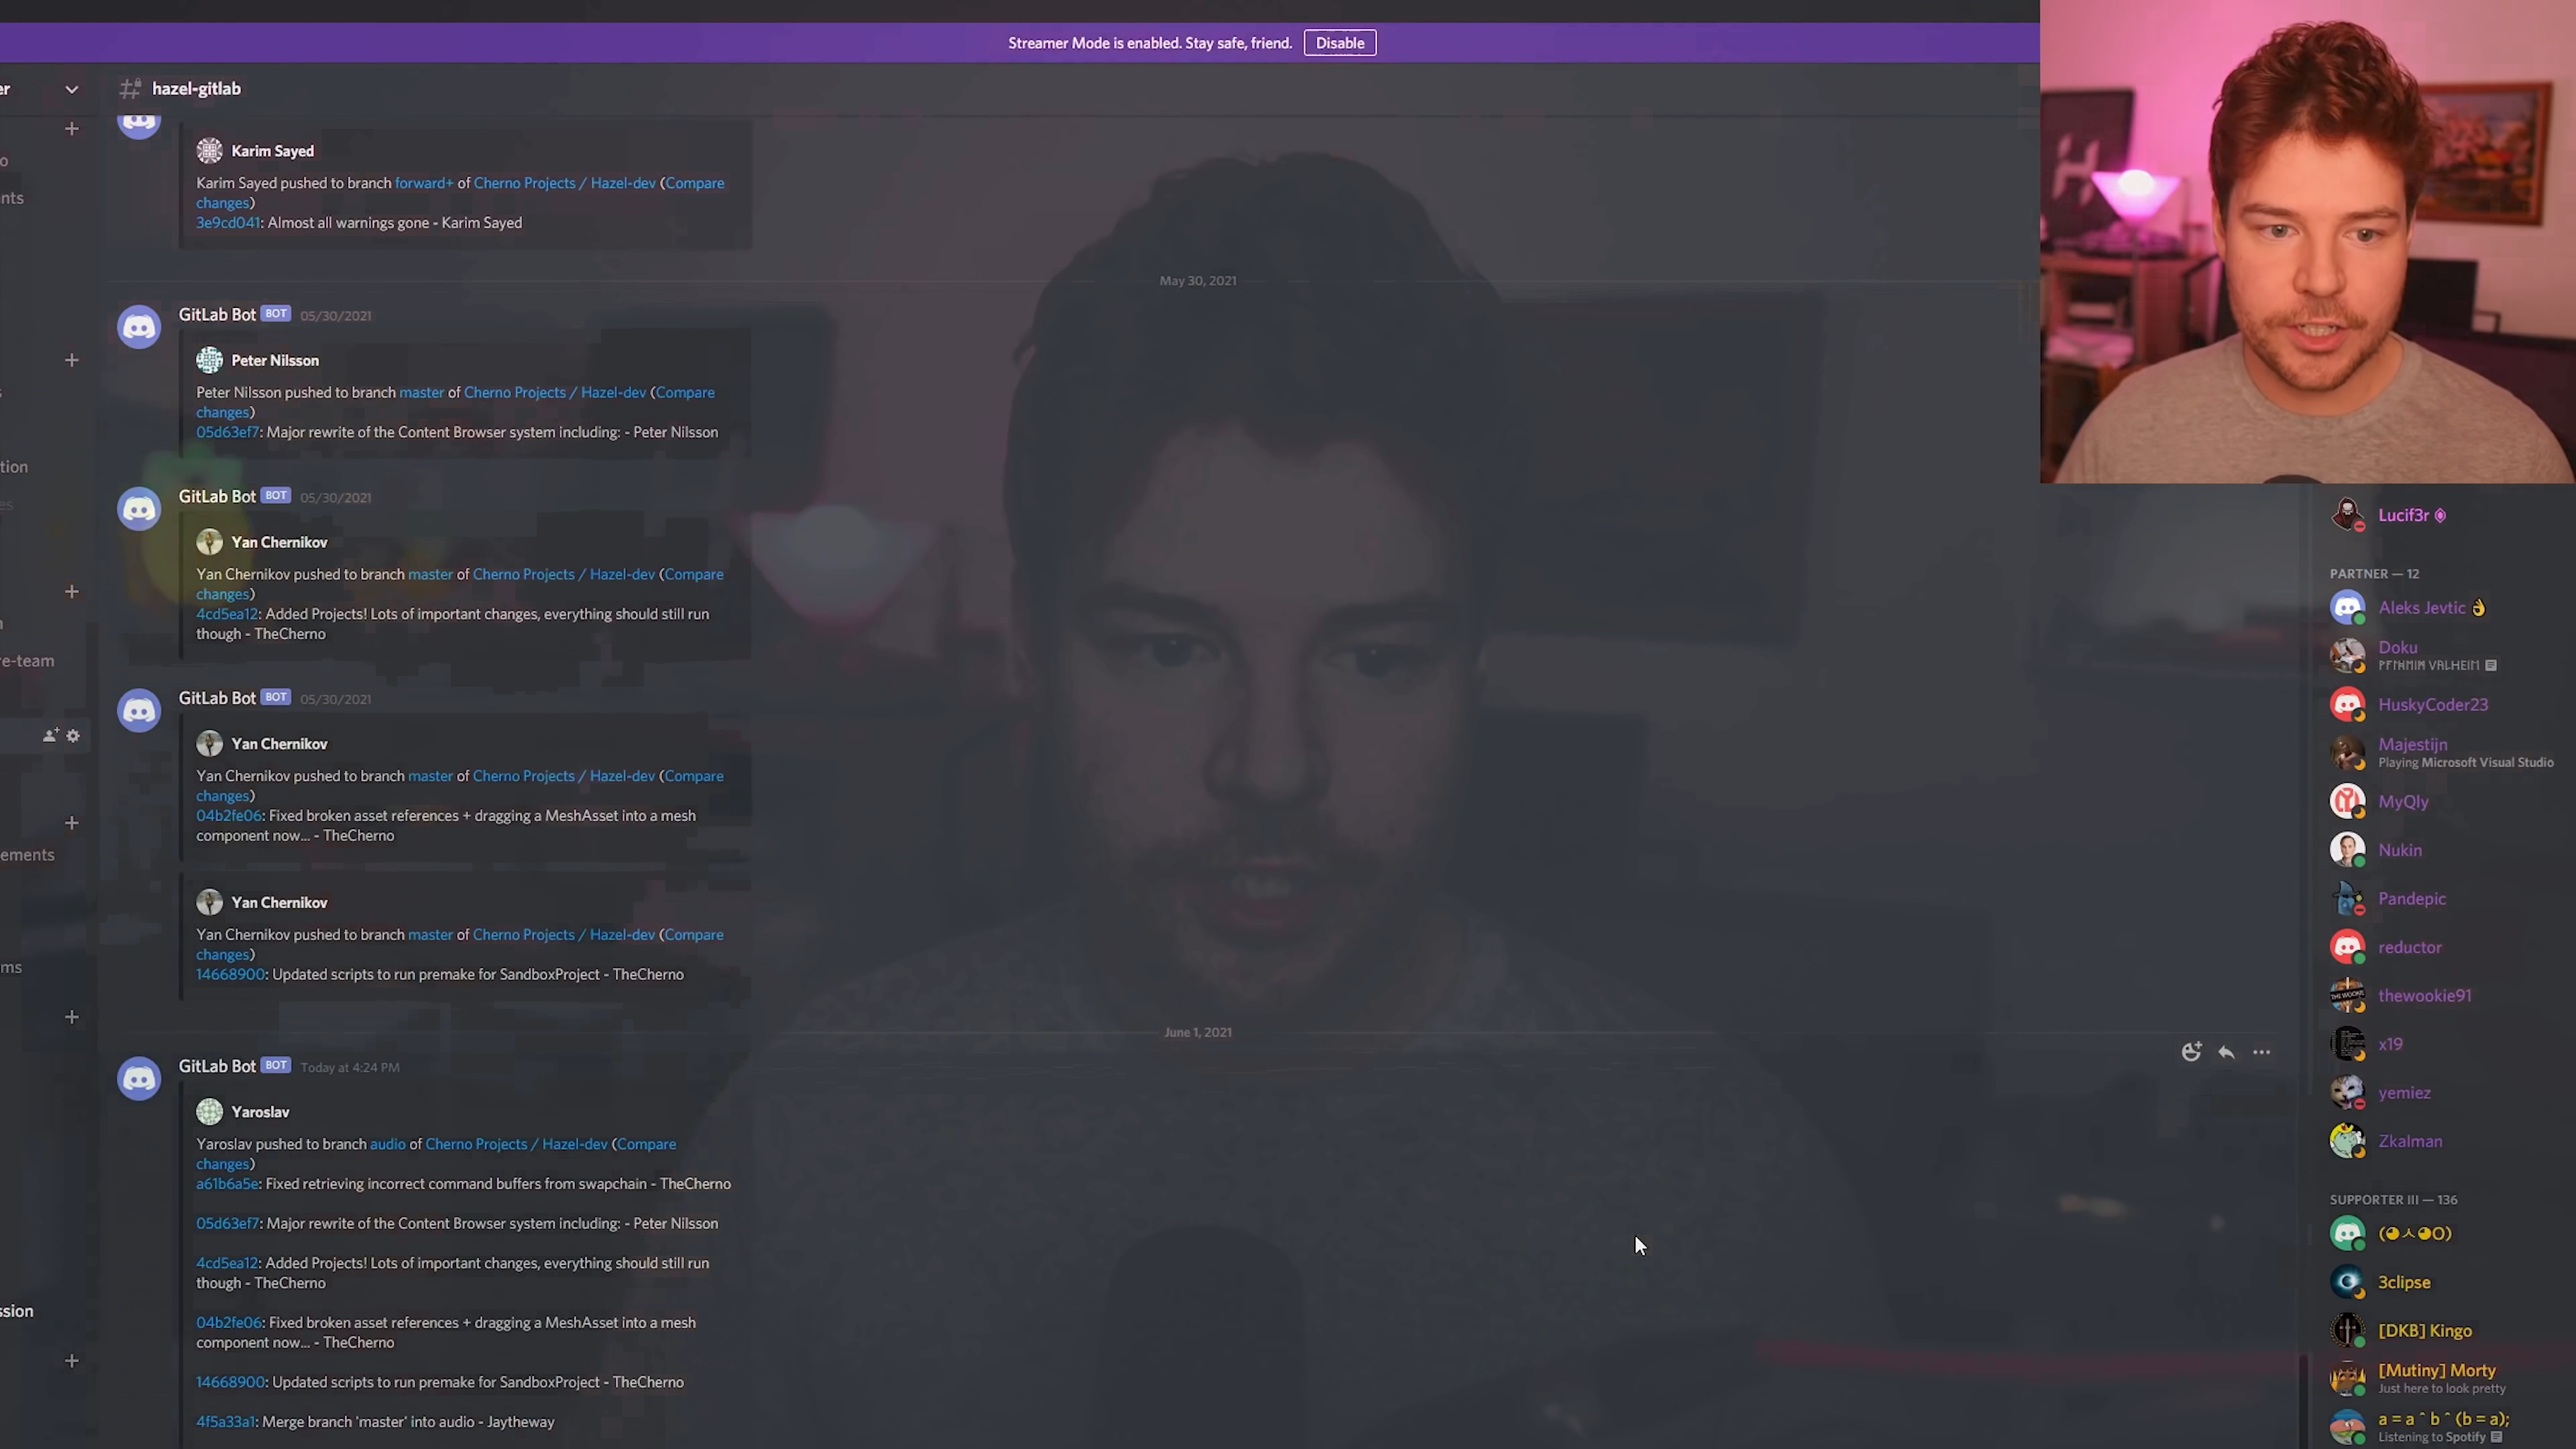 Streamer Mode is enabled. Stay safe, friend.
Disable
er
hazel-gitlab
o
nts
tion
es
n
re-team
ements
ms
ssion
Karim Sayed
Karim Sayed pushed to branch forward+ of Cherno Projects / Hazel-dev (Compare
changes)
3e9cd041: Almost all warnings gone - Karim Sayed
May 30, 2021
GitLab Bot BOT 05/30/2021
Peter Nilsson
Peter Nilsson pushed to branch master of Cherno Projects / Hazel-dev (Compare
changes)
05d63ef7: Major rewrite of the Content Browser system including: - Peter Nilsson
GitLab Bot BOT 05/30/2021
Yan Chernikov
Yan Chernikov pushed to branch master of Cherno Projects / Hazel-dev (Compare
changes)
4cd5ea12: Added Projects! Lots of important changes, everything should still run
though - TheCherno
GitLab Bot BOT 05/30/2021
Yan Chernikov
Yan Chernikov pushed to branch master of Cherno Projects / Hazel-dev (Compare
changes)
04b2fe06: Fixed broken asset references + dragging a MeshAsset into a mesh
component now... - TheCherno
Yan Chernikov
Yan Chernikov pushed to branch master of Cherno Projects / Hazel-dev (Compare
changes)
14668900: Updated scripts to run premake for SandboxProject - TheCherno
June 1, 2021
GitLab Bot BOT Today at 4:24 PM
Yaroslav
Yaroslav pushed to branch audio of Cherno Projects / Hazel-dev (Compare
changes)
a61b6a5e: Fixed retrieving incorrect command buffers from swapchain - TheCherno
05d63ef7: Major rewrite of the Content Browser system including: - Peter Nilsson
4cd5ea12: Added Projects! Lots of important changes, everything should still run
though - TheCherno
04b2fe06: Fixed broken asset references + dragging a MeshAsset into a mesh
component now... - TheCherno
14668900: Updated scripts to run premake for SandboxProject - TheCherno
4f5a33a1: Merge branch 'master' into audio - Jaytheway
Lucif3r
PARTNER — 12
Aleks Jevtic 👌
Doku
HuskyCoder23
Majestijn
Playing Microsoft Visual Studio
MyQly
Nukin
Pandepic
reductor
thewookie91
x19
yemiez
Zkalman
SUPPORTER III — 136
3clipse
[DKB] Kingo
[Mutiny] Morty
Just here to look pretty
a = a ^ b ^ (b = a);
Listening to Spotify